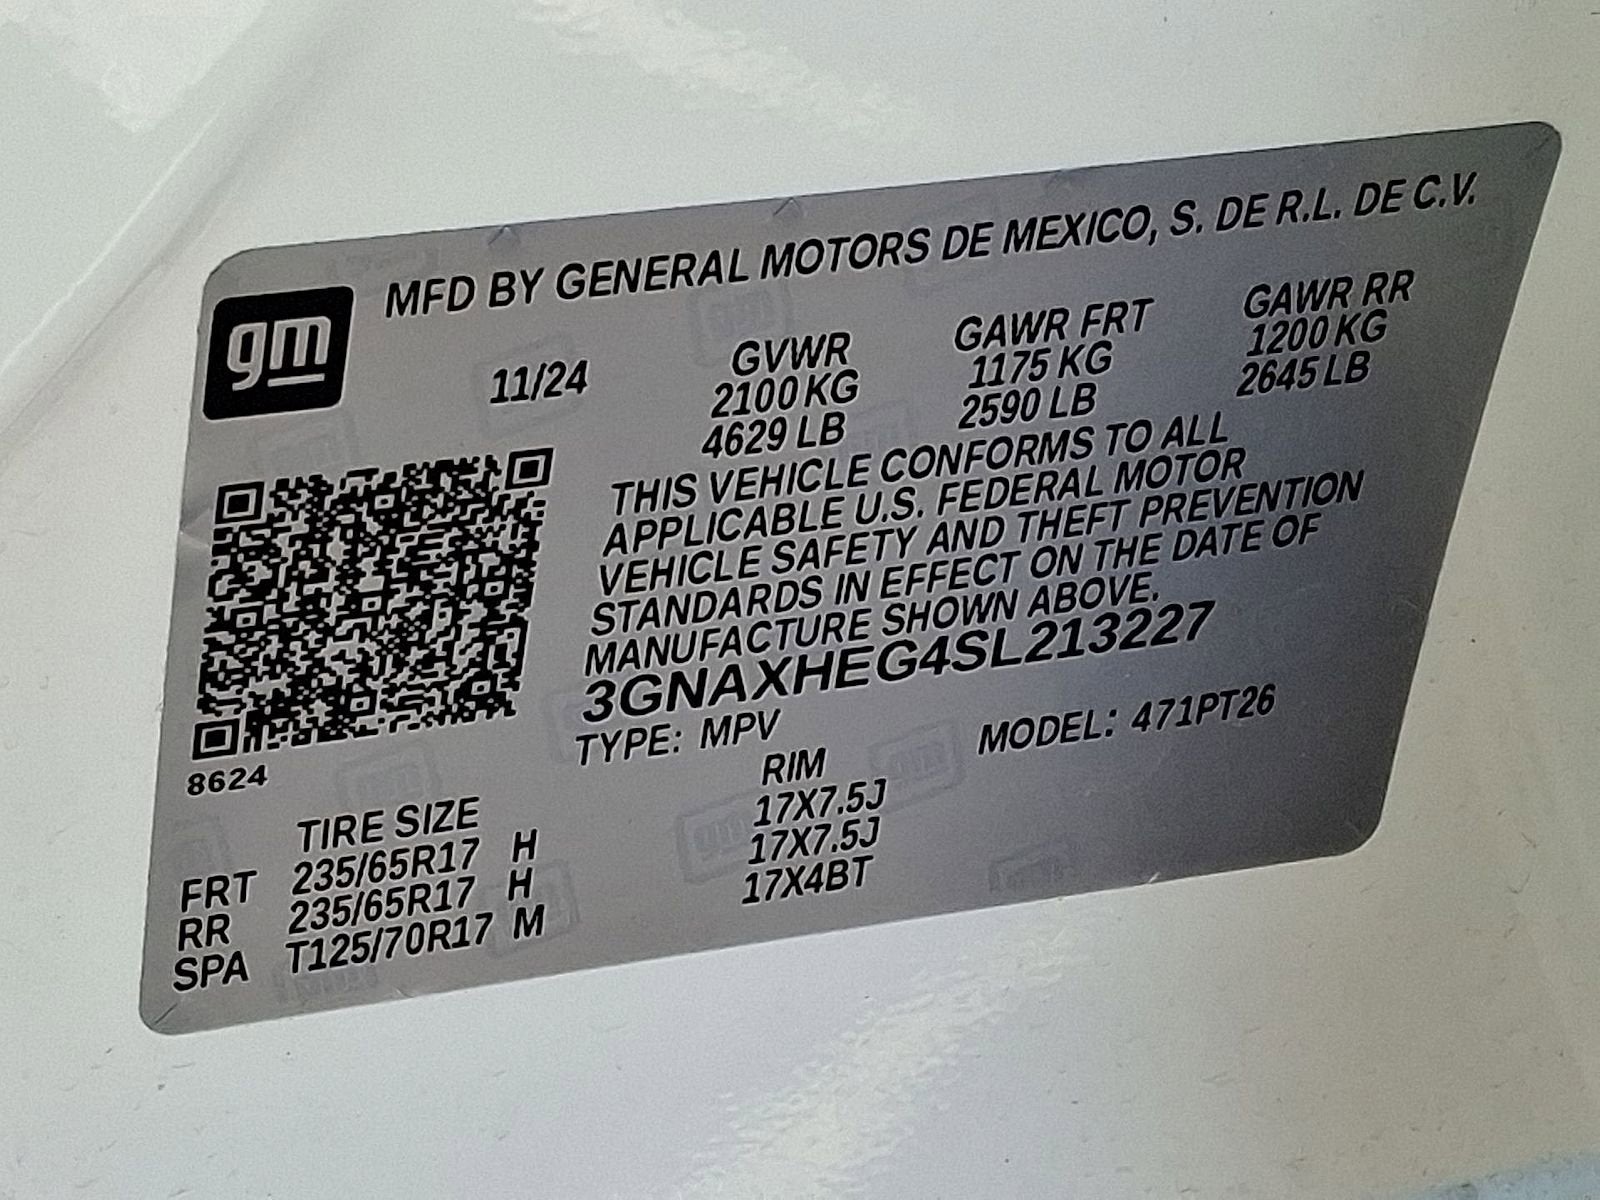 gm
MFD BY GENERAL MOTORS DE MEXICO, S. DE R.L. DE C.V.
11/24 GVWR GAWR FRT GAWR RR
2100 KG 1175 KG 1200 KG
4629 LB 2590 LB 2645 LB
THIS VEHICLE CONFORMS TO ALL
APPLICABLE U.S. FEDERAL MOTOR
VEHICLE SAFETY AND THEFT PREVENTION
STANDARDS IN EFFECT ON THE DATE OF
MANUFACTURE SHOWN ABOVE.
3GNAXHEG4SL213227
TYPE: MPV MODEL: 471PT26
8624
TIRE SIZE RIM
FRT 235/65R17 H 17X7.5J
RR 235/65R17 H 17X7.5J
SPA T125/70R17 M 17X4BT